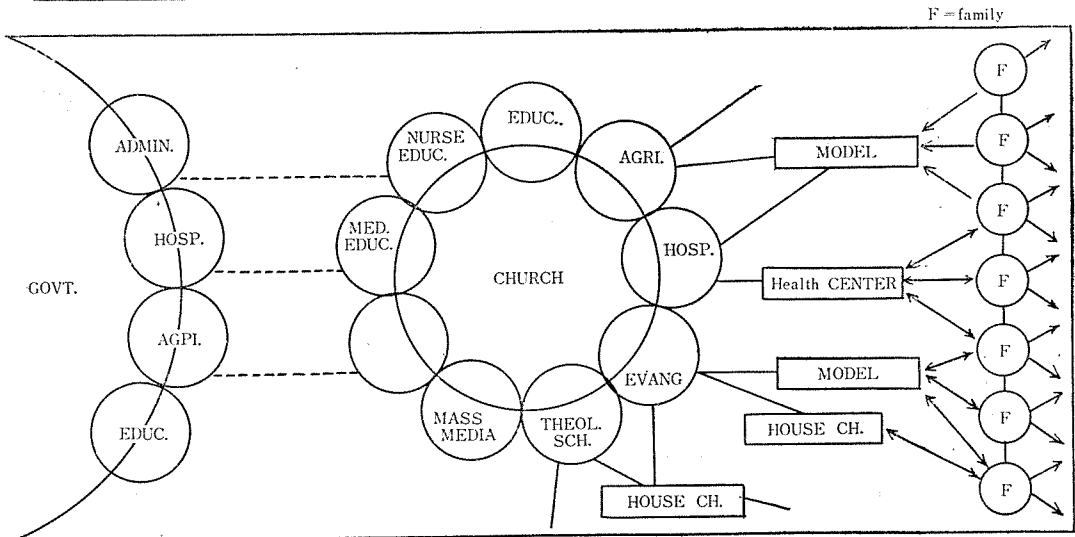 F = family
GOVT.
ADMIN.
HOSP.
AGPI.
EDUC.
CHURCH
EDUC..
AGRI.
HOSP.
EVANG
THEOL.
SCH.
MASS
MEDIA
MED.
EDUC.
NURSE
EDUC.
MODEL
Health CENTER
MODEL
HOUSE CH.
HOUSE CH.
F
F
F
F
F
F
F